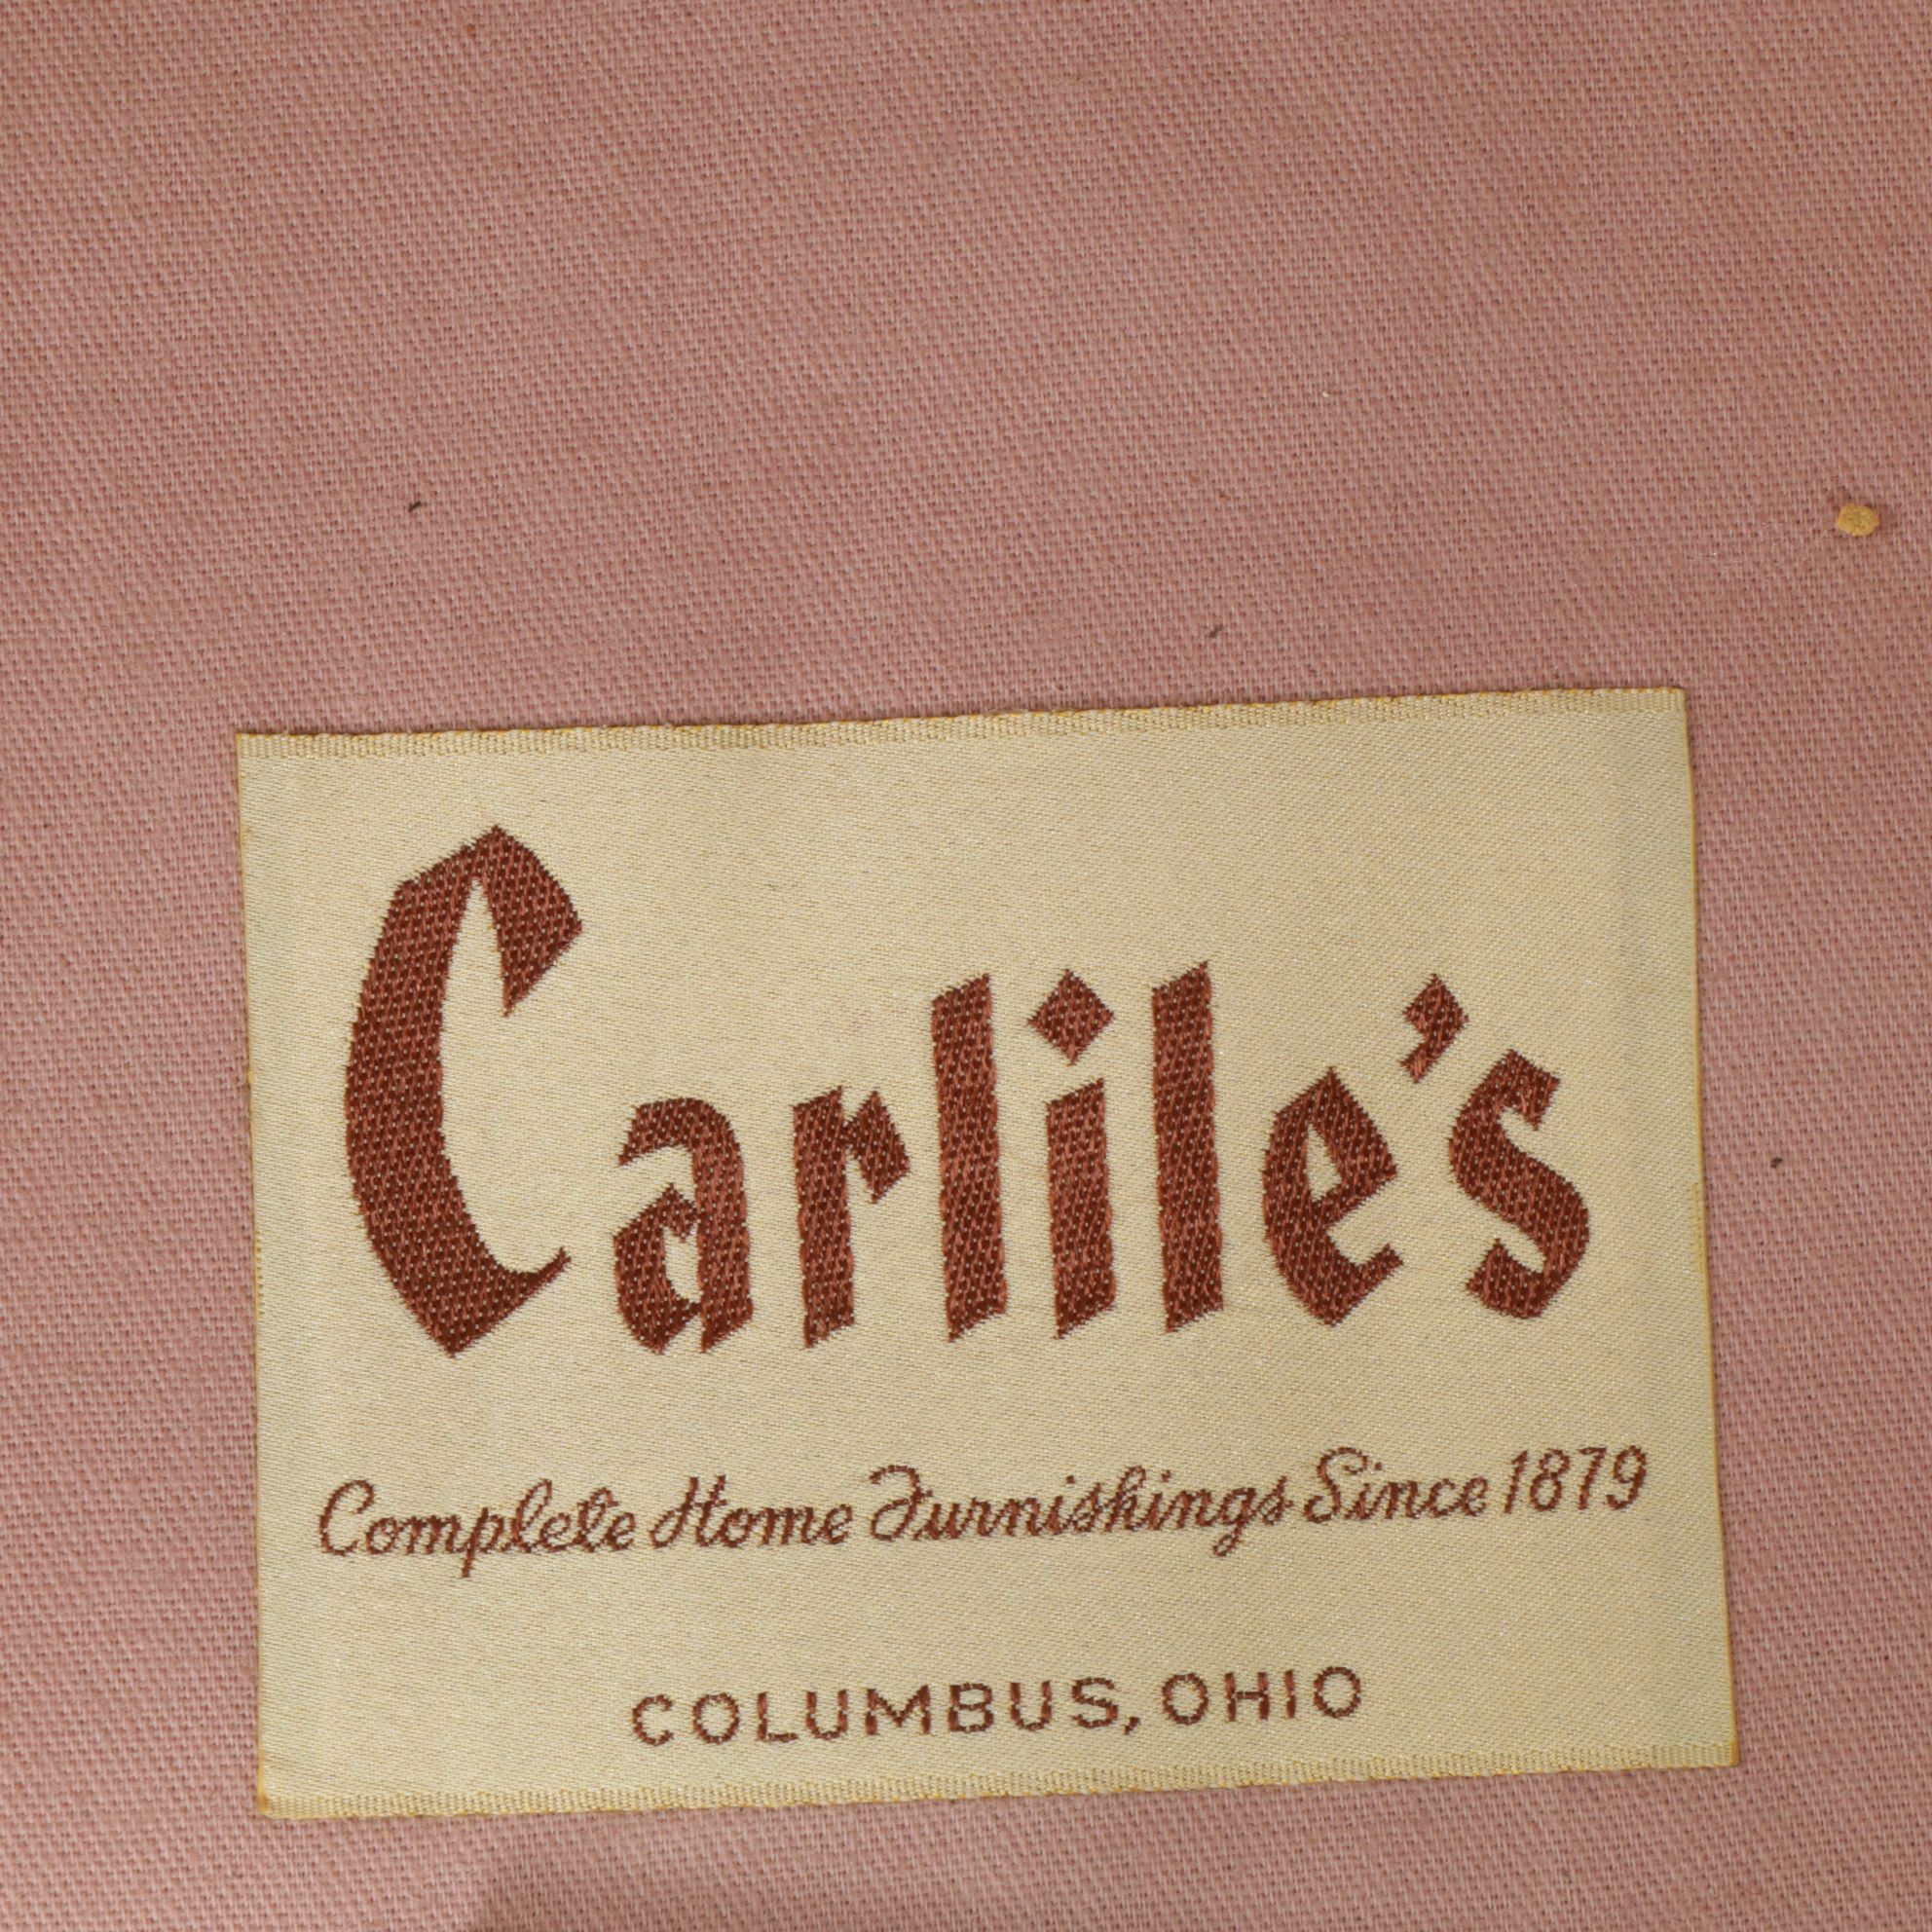 Carlile's
Complete Home Furnishings Since 1879
COLUMBUS, OHIO